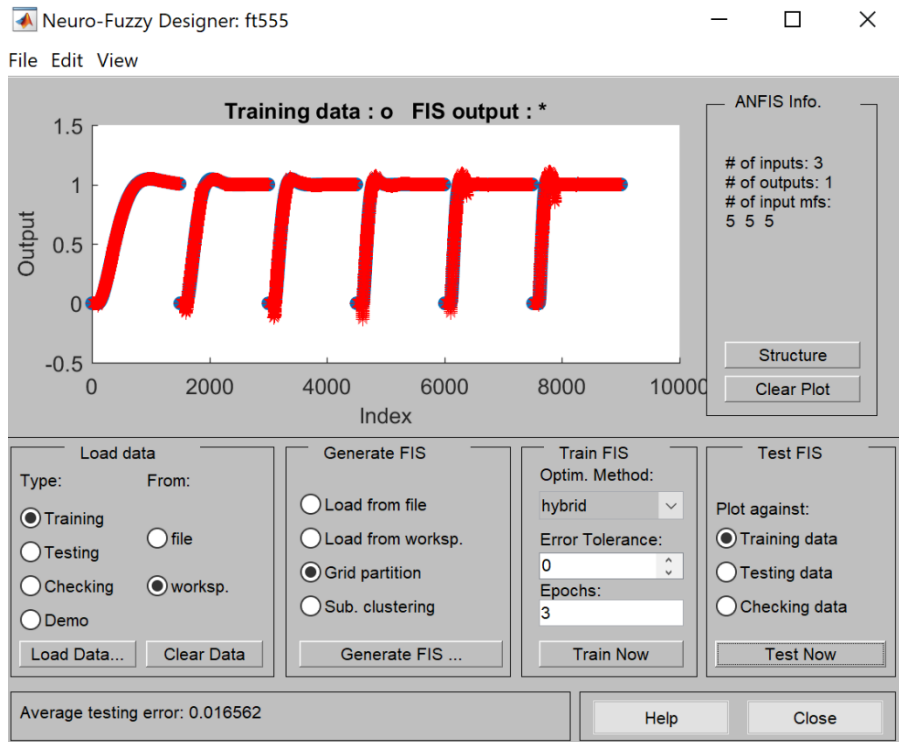 Neuro-Fuzzy Designer: ft555
File Edit View
Training data : o FIS output : *
1.5
1
0.5
0
-0.5
Output
0 2000 4000 6000 8000 10000
Index
ANFIS Info.
# of inputs: 3
# of outputs: 1
# of input mfs:
5 5 5
Structure
Clear Plot
Load data
Type: From:
Training
Testing
Checking
Demo
file
worksp.
Load Data... Clear Data
Generate FIS
Load from file
Load from worksp.
Grid partition
Sub. clustering
Generate FIS ...
Train FIS
Optim. Method:
hybrid
Error Tolerance:
0
Epochs:
3
Train Now
Test FIS
Plot against:
Training data
Testing data
Checking data
Test Now
Average testing error: 0.016562
Help Close